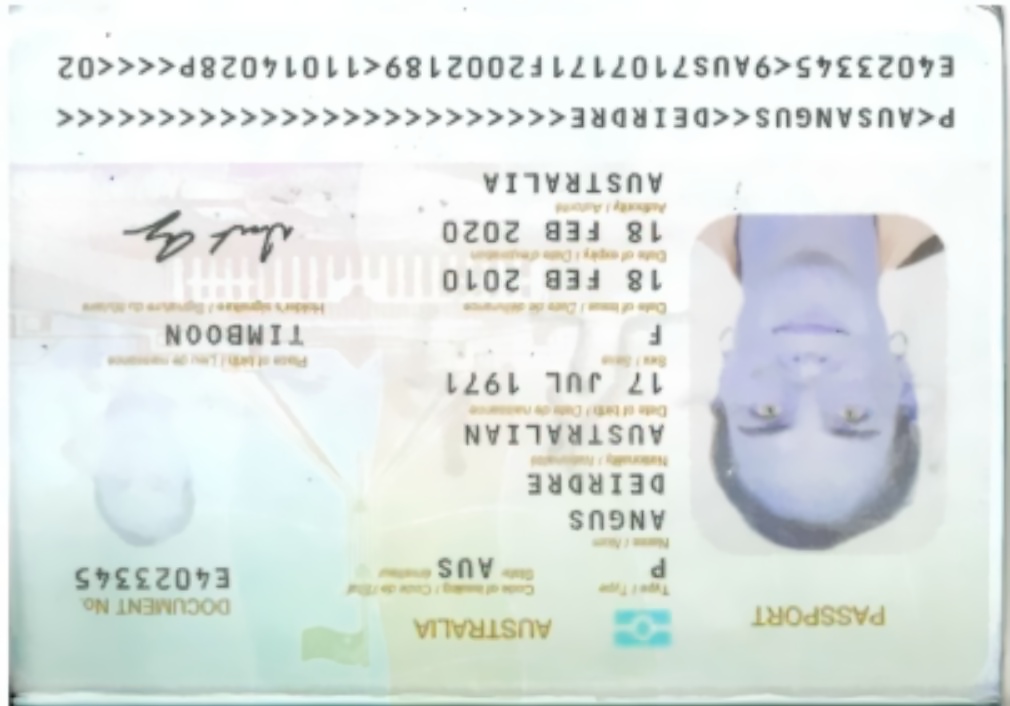 PASSPORT
AUSTRALIA
DOCUMENT No.
E4023345
Type / Type
Code of issuing / Code de l'État
State émetteur
P
AUS
Name / Nom
ANGUS
DEIRDRE
Nationality / Nationalité
AUSTRALIAN
Date of birth / Date de naissance
17 JUL 1971
Sex / Sexe
Place of birth / Lieu de naissance
F
TIMBOON
Date of issue / Date de délivrance
Holder's signature / Signature du titulaire
18 FEB 2010
Date of expiry / Date d'expiration
18 FEB 2020
Authority / Autorité
AUSTRALIA
P<AUSANGUS<<DEIRDRE<<<<<<<<<<<<<<<<<<<<<<<<<
E4023345<9AUS7107171F2002189<11014028P<<<<02